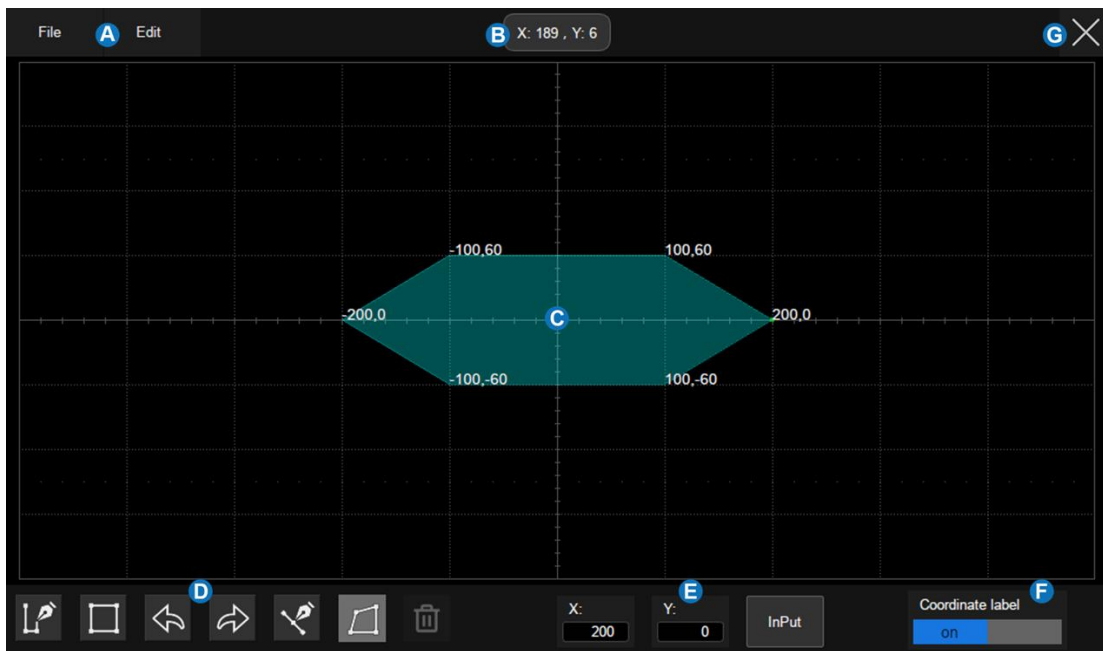 File A Edit B X: 189 , Y: 6 G
-100,60 100,60
-200,0 C 200,0
-100,-60 100,-60
D E F
X: Y: Coordinate label
200 0 InPut on